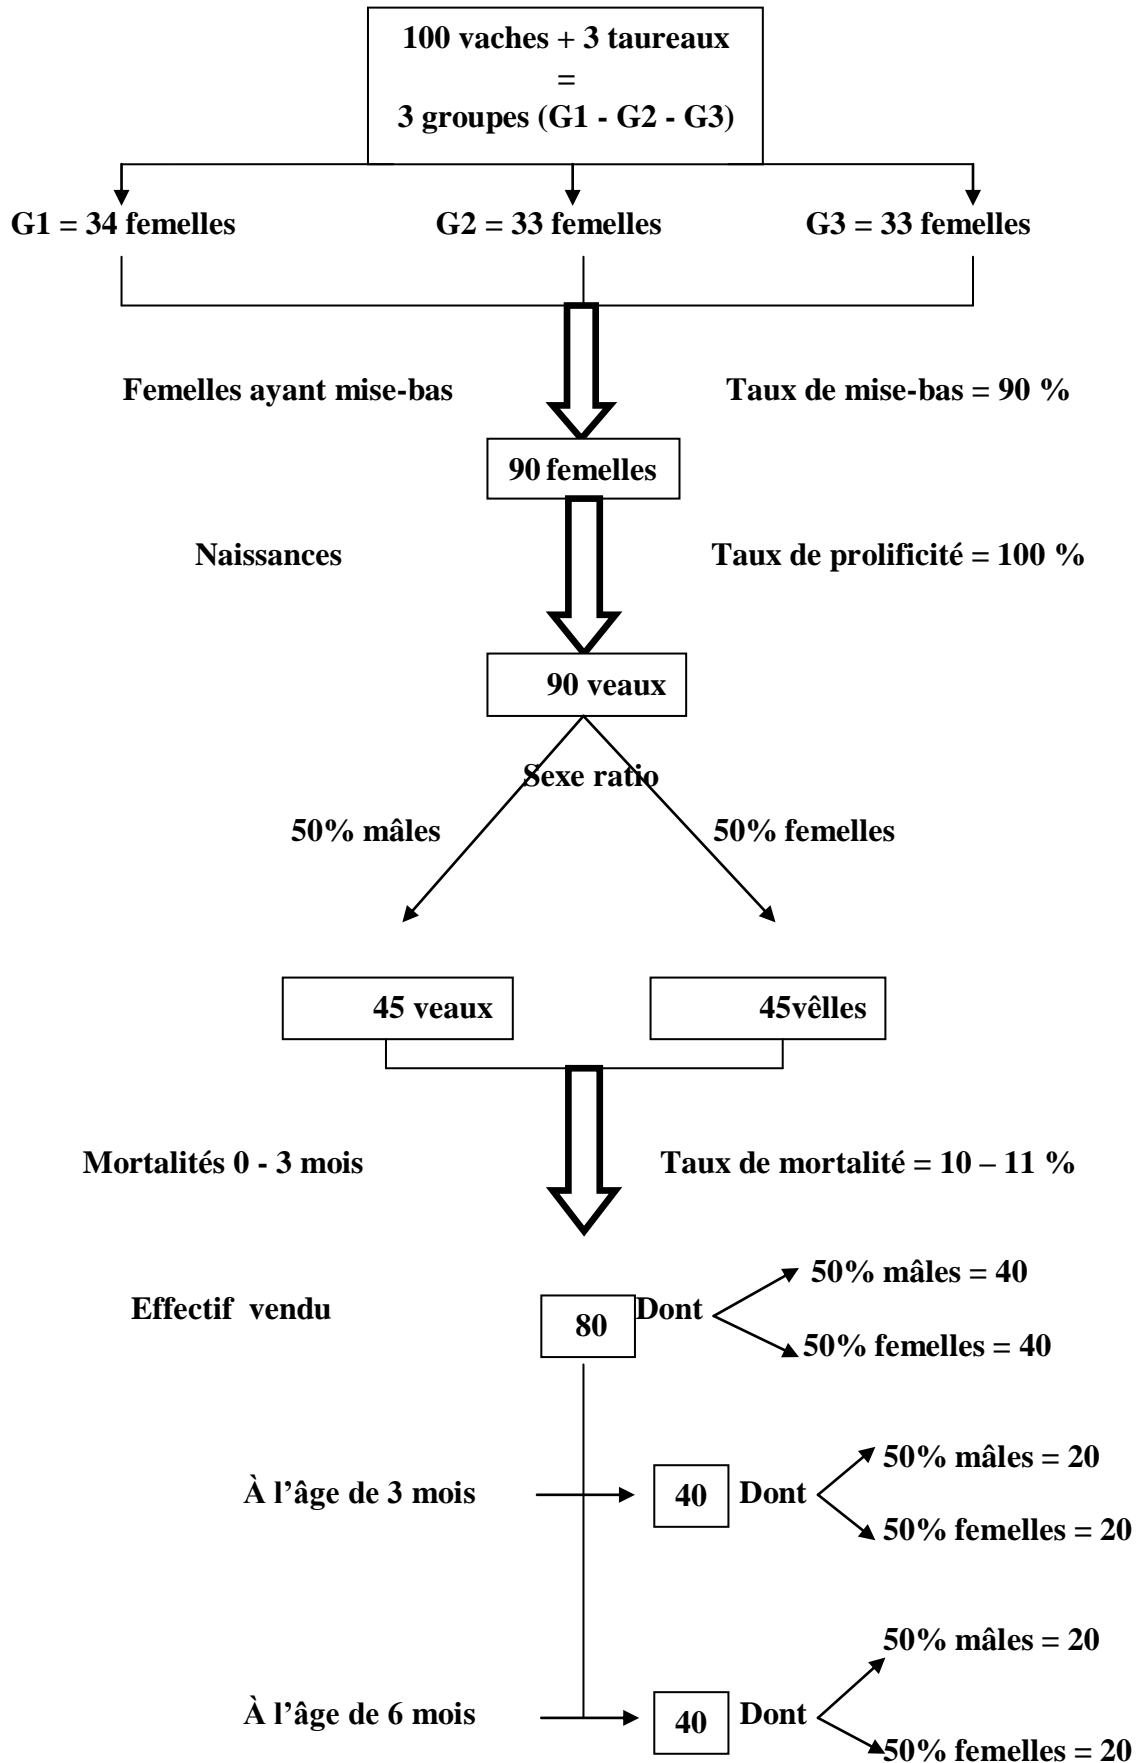 100 vaches + 3 taureaux
=
3 groupes (G1 - G2 - G3)
G1 = 34 femelles
G2 = 33 femelles
G3 = 33 femelles
Femelles ayant mise-bas
Taux de mise-bas = 90 %
90 femelles
Naissances
Taux de prolificité = 100 %
90 veaux
Sexe ratio
50% mâles
50% femelles
45 veaux
45vêlles
Mortalités 0 - 3 mois
Taux de mortalité = 10 – 11 %
Effectif vendu
80
Dont
50% mâles = 40
50% femelles = 40
À l’âge de 3 mois
40
Dont
50% mâles = 20
50% femelles = 20
À l’âge de 6 mois
40
Dont
50% mâles = 20
50% femelles = 20